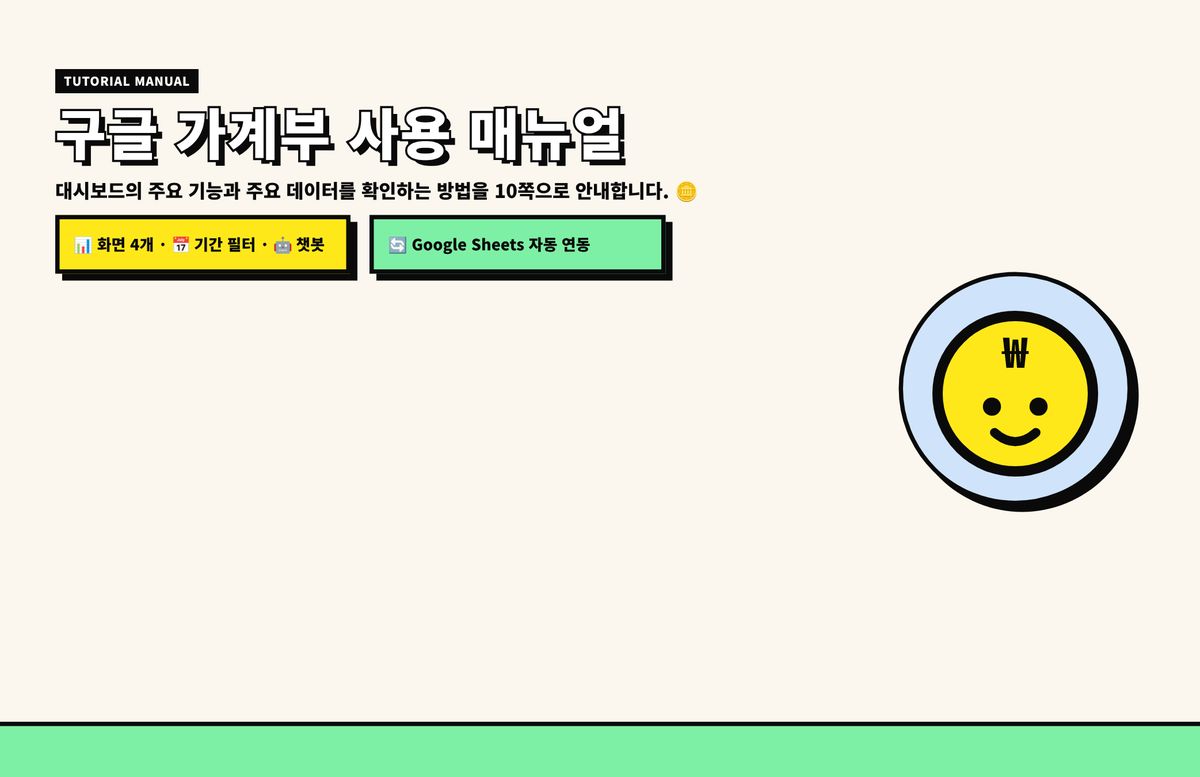 TUTORIAL MANUAL
구글 가계부 사용 매뉴얼
대시보드의 주요 기능과 주요 데이터를 확인하는 방법을 10쪽으로 안내합니다. 🪙
📊 화면 4개 · 📅 기간 필터 · 🤖 챗봇
🔄 Google Sheets 자동 연동
₩